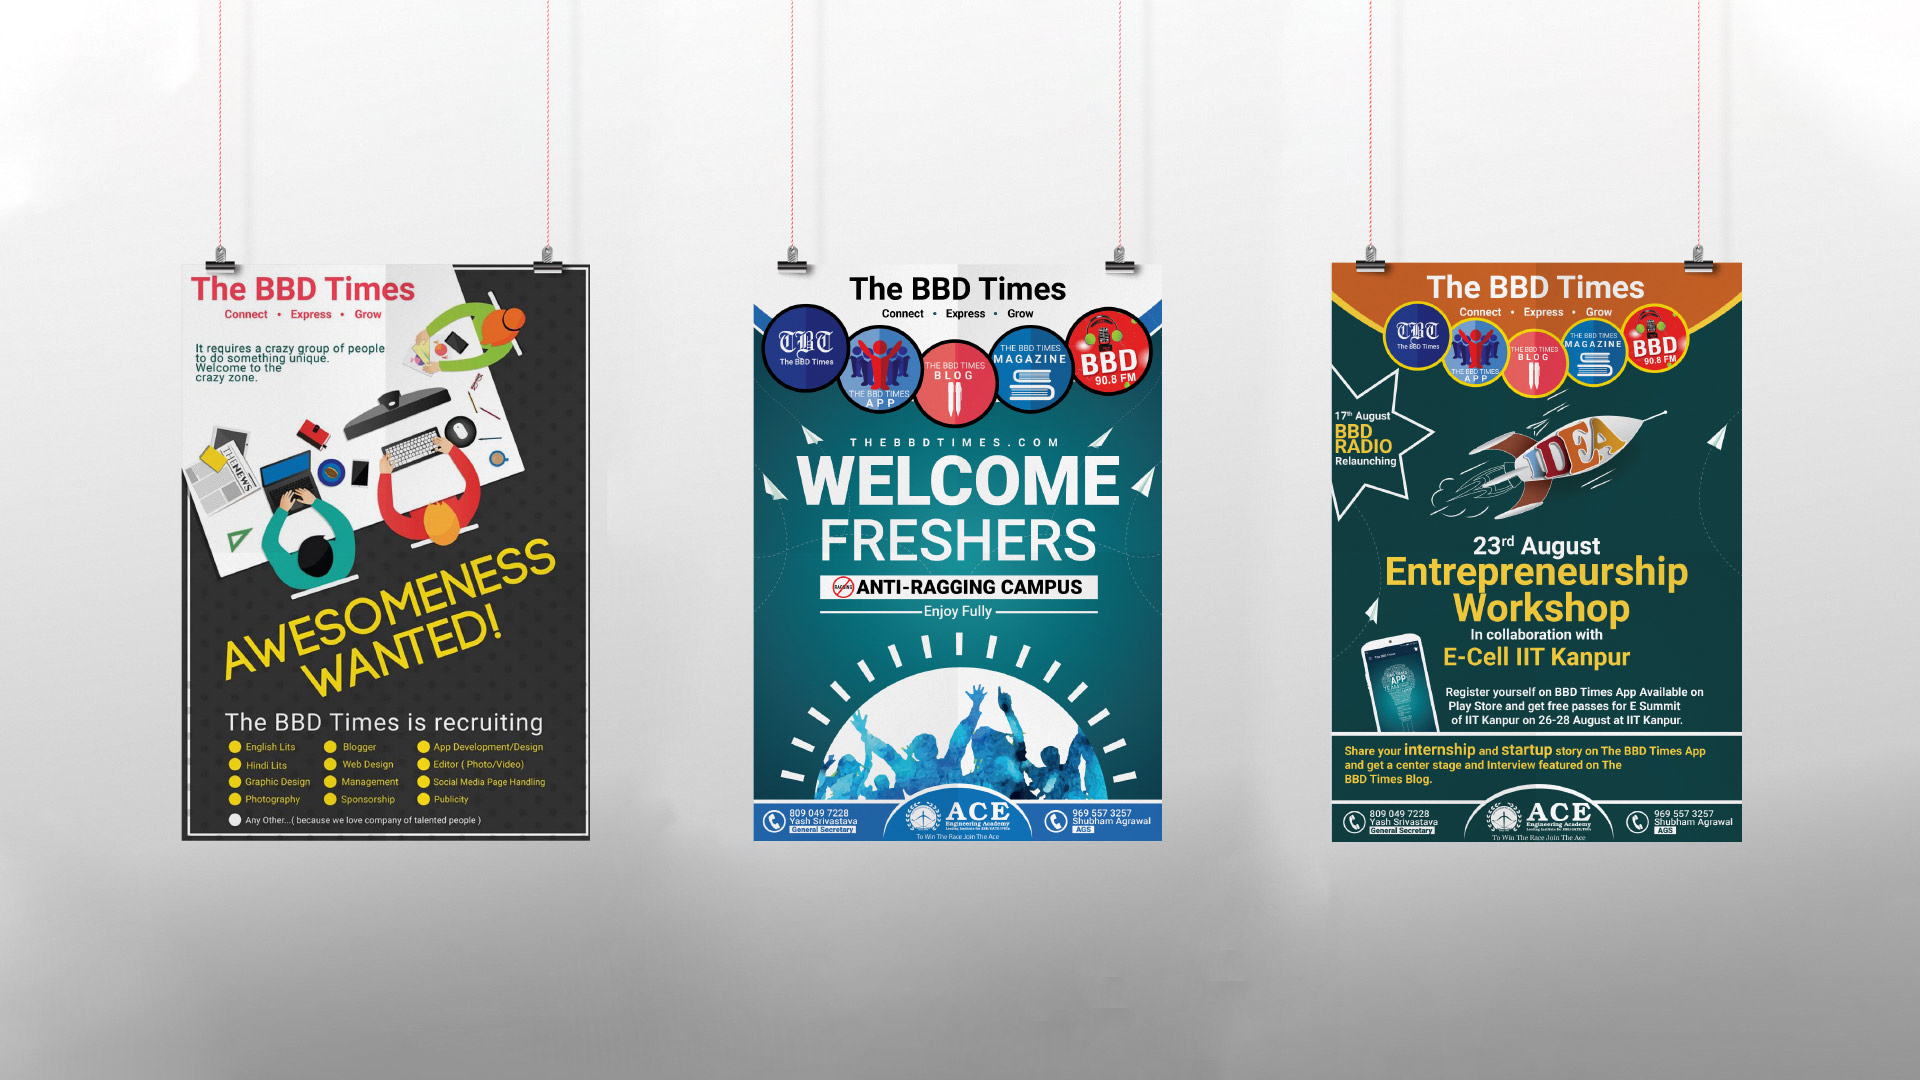 The BBD Times
Connect • Express • Grow
It requires a crazy group of people
to do something unique.
Welcome to the
crazy zone.
THE NEWS
AWESOMENESS
WANTED!
The BBD Times is recruiting
English Lits
Hindi Lits
Graphic Design
Photography
Blogger
Web Design
Management
Sponsorship
App Development/Design
Editor ( Photo/Video)
Social Media Page Handling
Publicity
Any Other...( because we love company of talented people )
The BBD Times
Connect • Express • Grow
TBT
The BBD Times
THE BBD TIMES
APP
THE BBD TIMES
BLOG
THE BBD TIMES
MAGAZINE
BBD
90.8 FM
THEBBDTIMES.COM
WELCOME
FRESHERS
RAGGING
ANTI-RAGGING CAMPUS
Enjoy Fully
809 049 7228
Yash Srivastava
General Secretary
ACE
Engineering Academy
To Win The Race Join The Ace
969 557 3257
Shubham Agrawal
AGS
The BBD Times
Connect • Express • Grow
TBT
The BBD Times
THE BBD TIMES
APP
THE BBD TIMES
BLOG
THE BBD TIMES
MAGAZINE
BBD
90.8 FM
17th August
BBD
RADIO
Relaunching
IDEA
23rd August
Entrepreneurship
Workshop
In collaboration with
E-Cell IIT Kanpur
Register yourself on BBD Times App Available on
Play Store and get free passes for E Summit
of IIT Kanpur on 26-28 August at IIT Kanpur.
Share your internship and startup story on The BBD Times App
and get a center stage and Interview featured on The
BBD Times Blog.
809 049 7228
Yash Srivastava
General Secretary
ACE
Engineering Academy
To Win The Race Join The Ace
969 557 3257
Shubham Agrawal
AGS